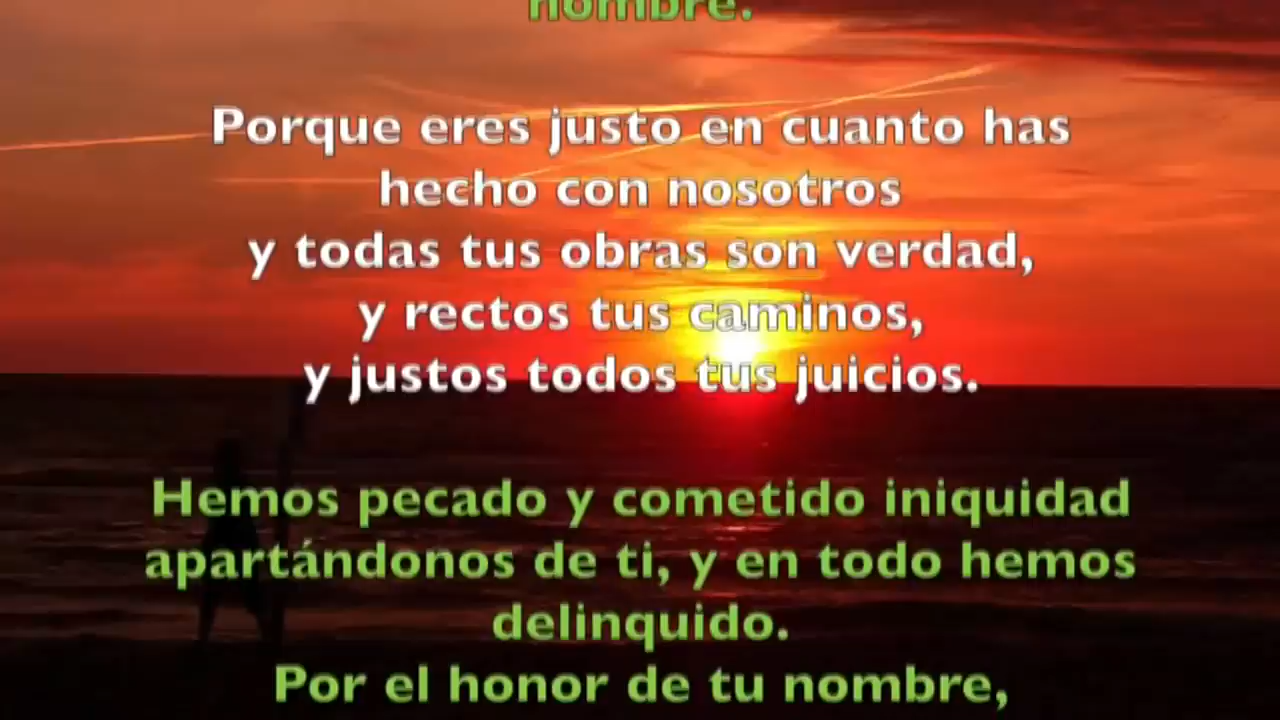 nombre.
Porque eres justo en cuanto has
hecho con nosotros
y todas tus obras son verdad,
y rectos tus caminos,
y justos todos tus juicios.
Hemos pecado y cometido iniquidad
apartándonos de ti, y en todo hemos
delinquido.
Por el honor de tu nombre,